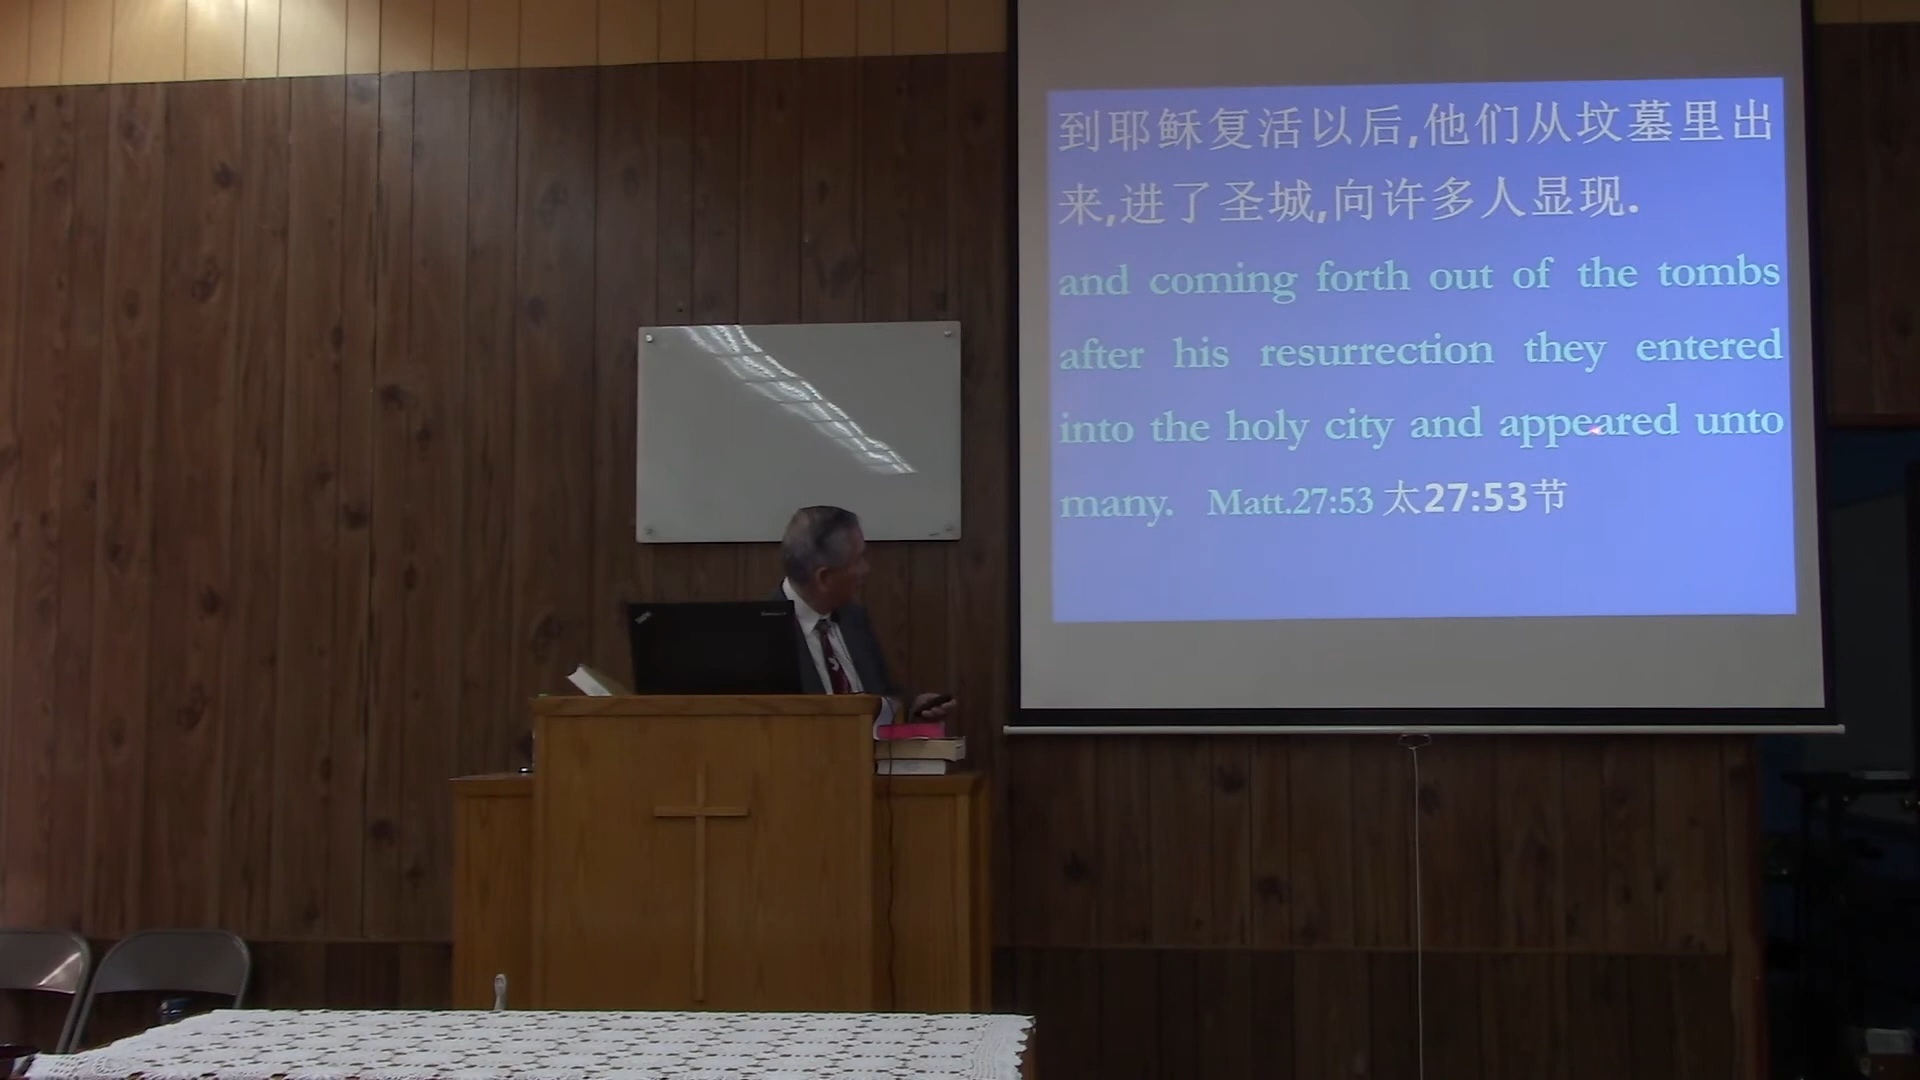 到耶稣复活以后,他们从坟墓里出
来,进了圣城,向许多人显现.
and coming forth out of the tombs
after his resurrection they entered
into the holy city and appeared unto
many. Matt.27:53 太27:53节